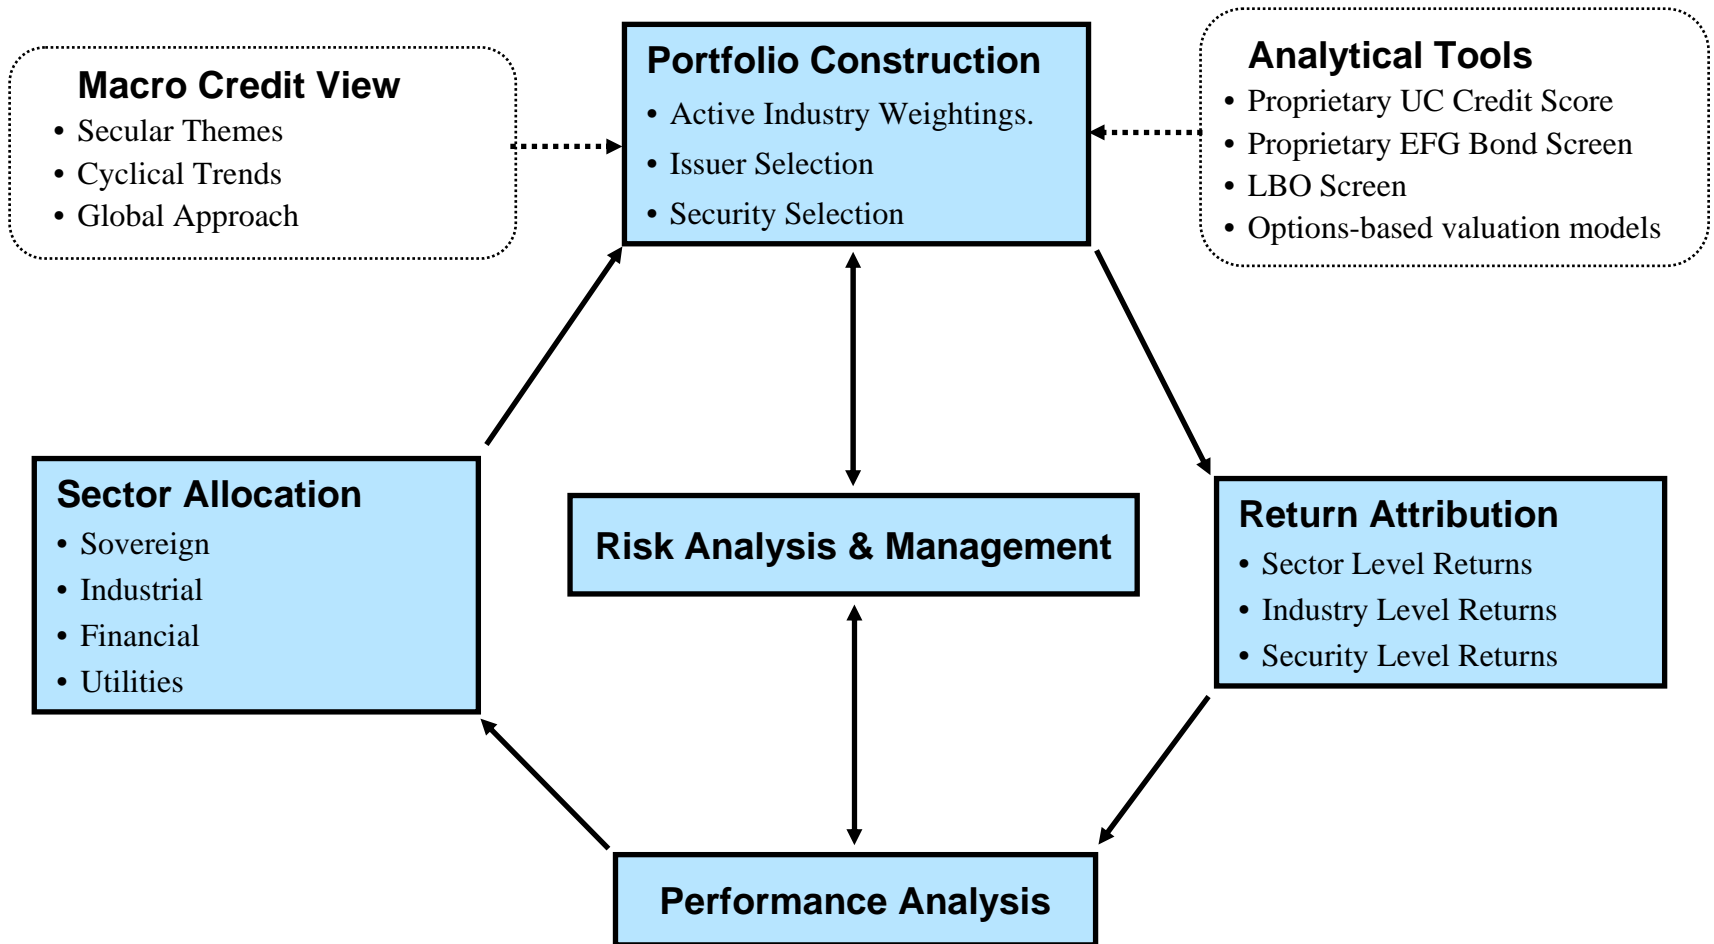 Macro Credit View
• Secular Themes
• Cyclical Trends
• Global Approach
Portfolio Construction
• Active Industry Weightings.
• Issuer Selection
• Security Selection
Analytical Tools
• Proprietary UC Credit Score
• Proprietary EFG Bond Screen
• LBO Screen
• Options-based valuation models
Sector Allocation
• Sovereign
• Industrial
• Financial
• Utilities
Risk Analysis & Management
Return Attribution
• Sector Level Returns
• Industry Level Returns
• Security Level Returns
Performance Analysis